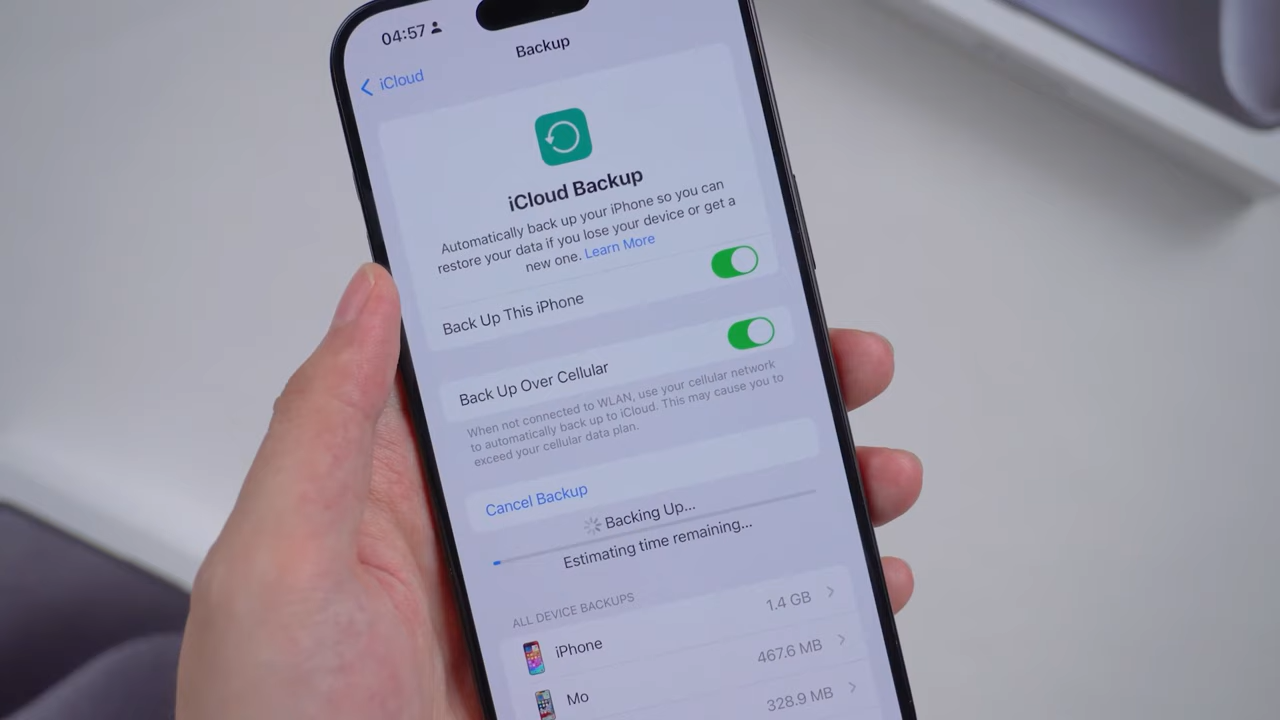 04:57
Backup
iCloud
iCloud Backup
Automatically back up your iPhone so you can
restore your data if you lose your device or get a
new one. Learn More
Back Up This iPhone
Back Up Over Cellular
When not connected to WLAN, use your cellular network
to automatically back up to iCloud. This may cause you to
exceed your cellular data plan.
Cancel Backup
Backing Up...
Estimating time remaining...
ALL DEVICE BACKUPS
iPhone 1.4 GB
Mo 467.6 MB
328.9 MB